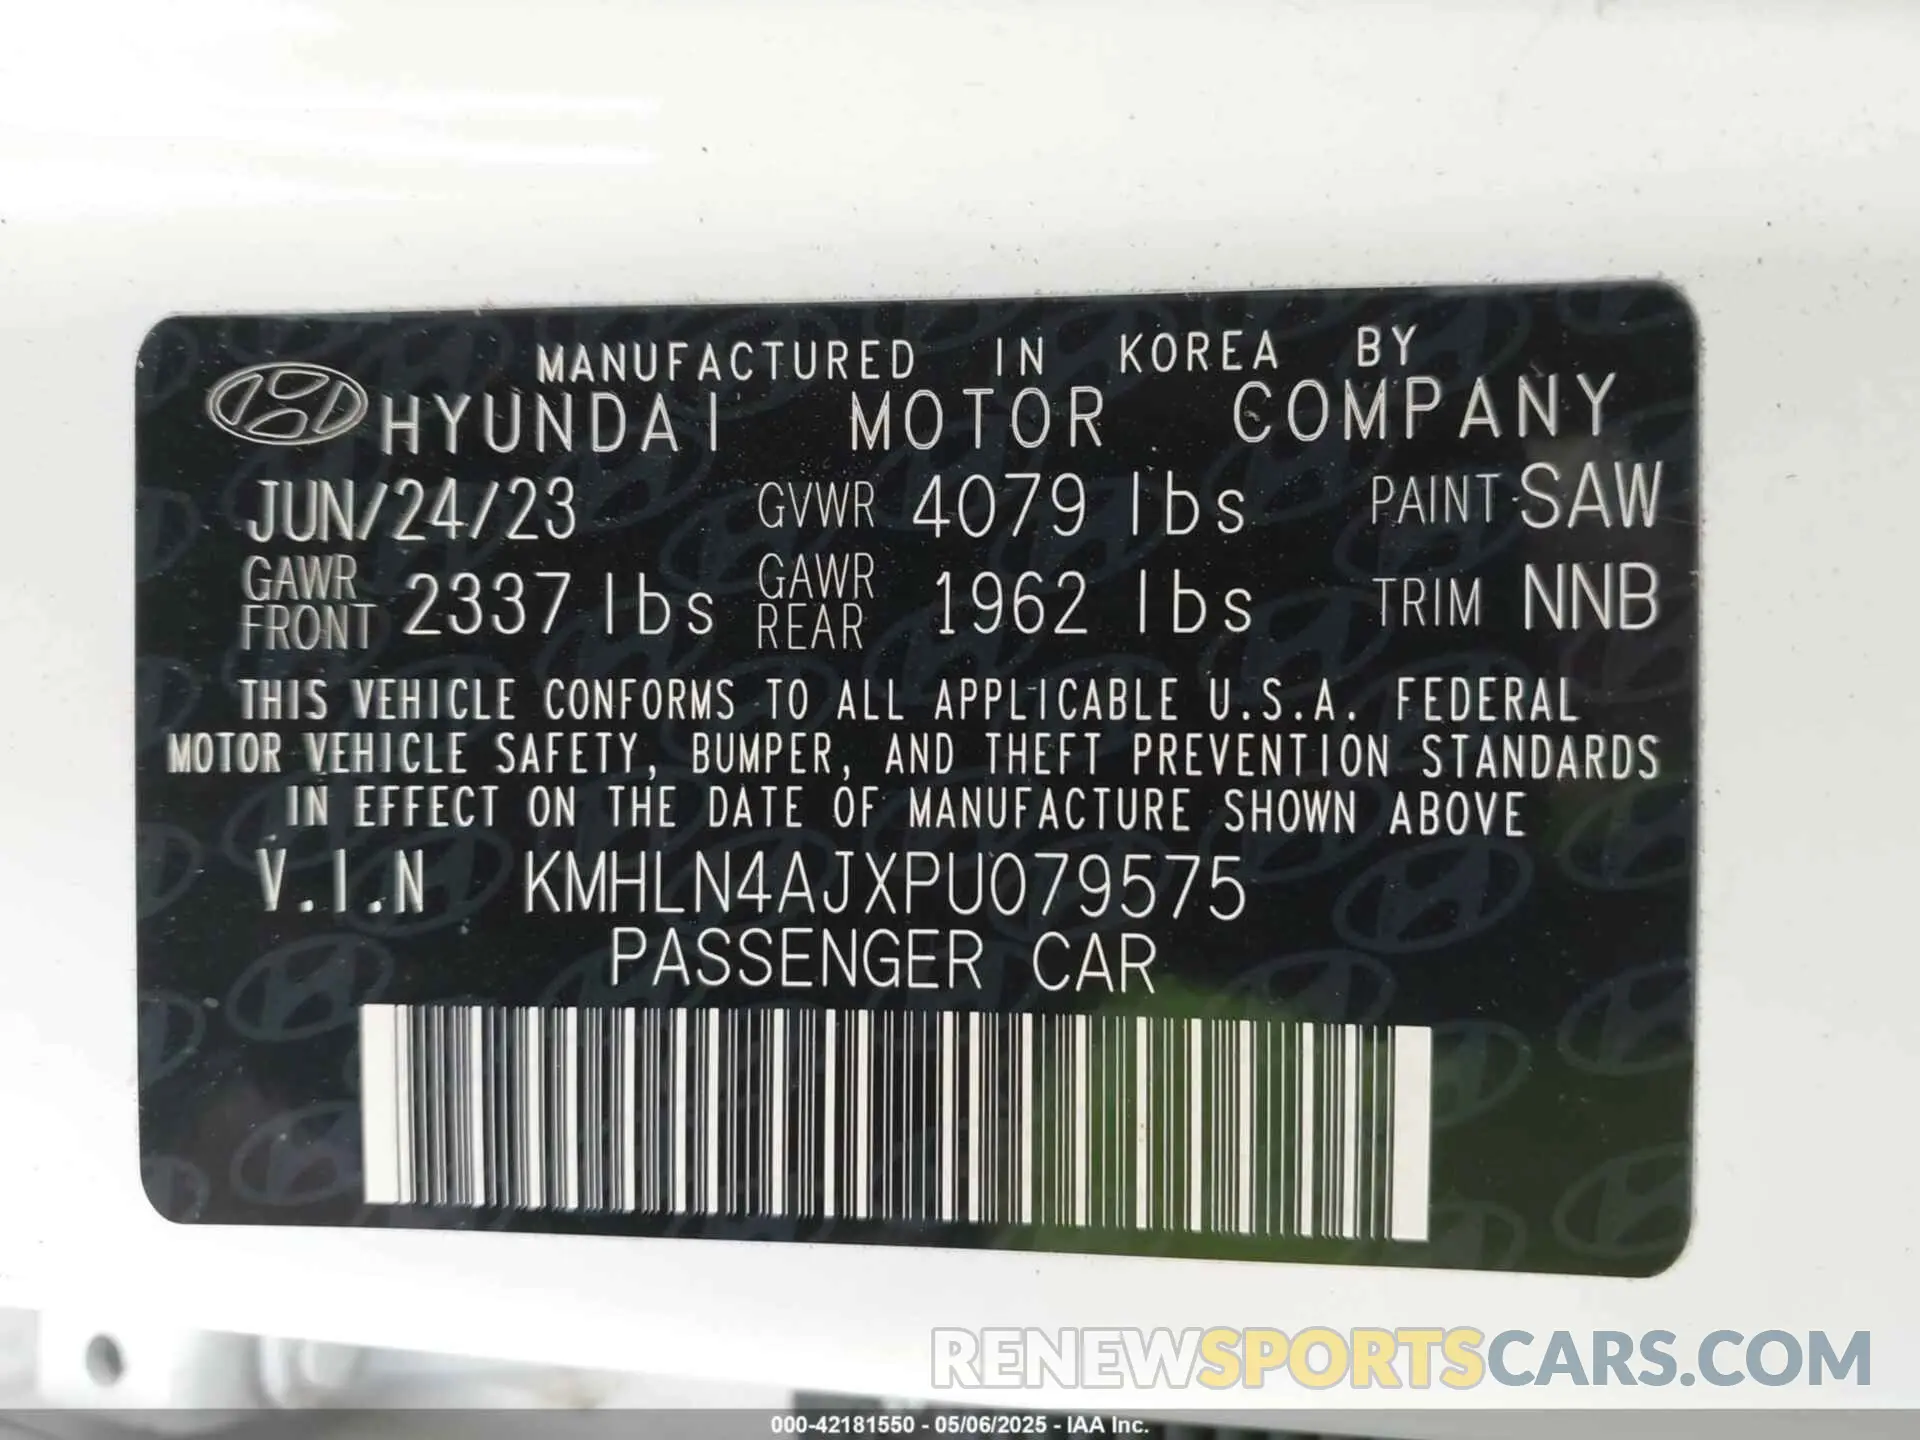 MANUFACTURED IN KOREA BY
HYUNDAI MOTOR COMPANY
JUN/24/23 GVWR 4079 lbs PAINT SAW
GAWR FRONT 2337 lbs GAWR REAR 1962 lbs TRIM NNB
THIS VEHICLE CONFORMS TO ALL APPLICABLE U.S.A. FEDERAL
MOTOR VEHICLE SAFETY, BUMPER, AND THEFT PREVENTION STANDARDS
IN EFFECT ON THE DATE OF MANUFACTURE SHOWN ABOVE
V.I.N KMHLN4AJXPU079575
PASSENGER CAR
RENEWSPORTSCARS.COM
000-42181550 - 05/06/2025 - IAA Inc.